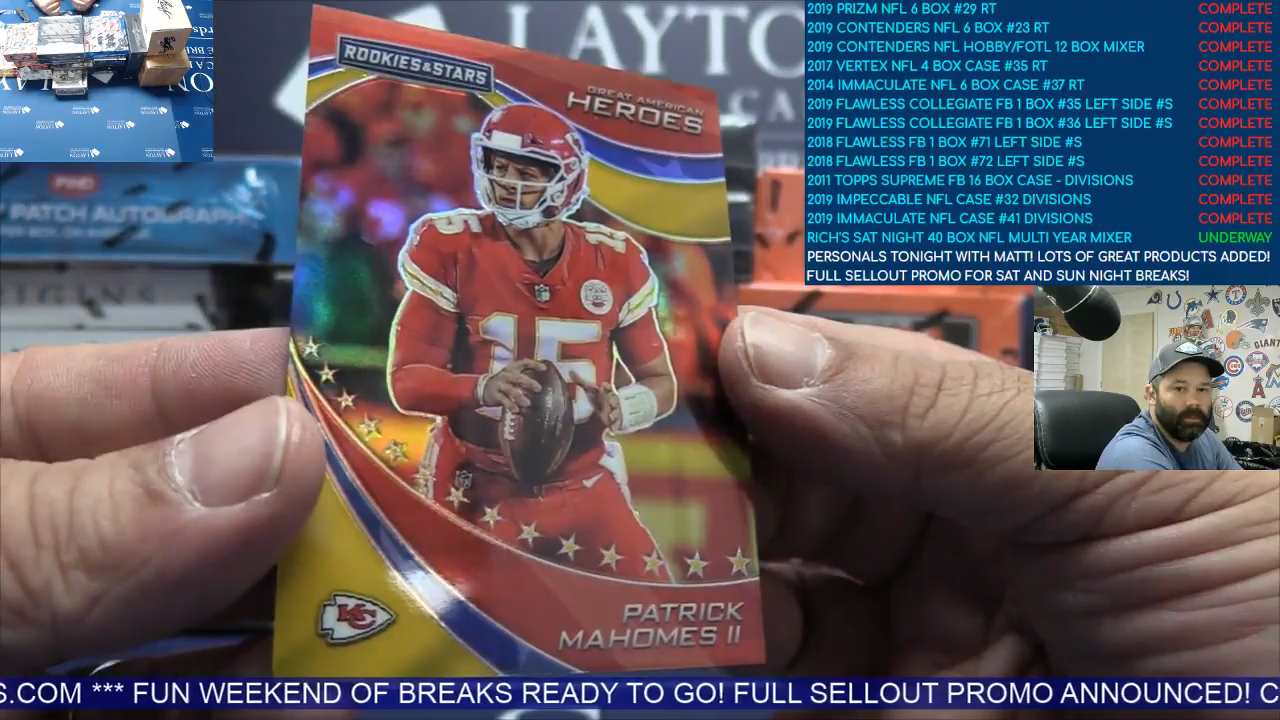 LAYTON
ROOKIES & STARS
GREAT AMERICAN
HEROES
15
15
KC
PATRICK
MAHOMES II
PATCH AUTOGRAPH
2019 PRIZM NFL 6 BOX #29 RT COMPLETE
2019 CONTENDERS NFL 6 BOX #23 RT COMPLETE
2019 CONTENDERS NFL HOBBY/FOTL 12 BOX MIXER COMPLETE
2017 VERTEX NFL 4 BOX CASE #35 RT COMPLETE
2014 IMMACULATE NFL 6 BOX CASE #37 RT COMPLETE
2019 FLAWLESS COLLEGIATE FB 1 BOX #35 LEFT SIDE #S COMPLETE
2019 FLAWLESS COLLEGIATE FB 1 BOX #36 LEFT SIDE #S COMPLETE
2018 FLAWLESS FB 1 BOX #71 LEFT SIDE #S COMPLETE
2018 FLAWLESS FB 1 BOX #72 LEFT SIDE #S COMPLETE
2011 TOPPS SUPREME FB 16 BOX CASE - DIVISIONS COMPLETE
2019 IMPECCABLE NFL CASE #32 DIVISIONS COMPLETE
2019 IMMACULATE NFL CASE #41 DIVISIONS COMPLETE
RICH'S SAT NIGHT 40 BOX NFL MULTI YEAR MIXER UNDERWAY
PERSONALS TONIGHT WITH MATT! LOTS OF GREAT PRODUCTS ADDED!
FULL SELLOUT PROMO FOR SAT AND SUN NIGHT BREAKS!
S.COM *** FUN WEEKEND OF BREAKS READY TO GO! FULL SELLOUT PROMO ANNOUNCED! C